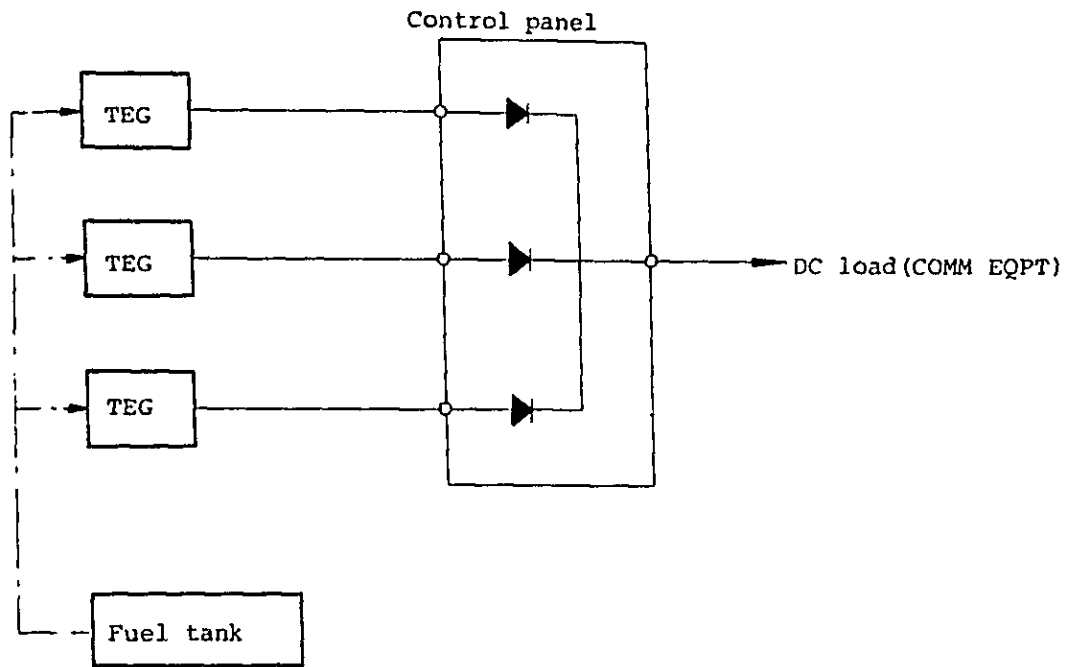 Control panel
TEG
TEG
DC load(COMM EQPT)
TEG
Fuel tank